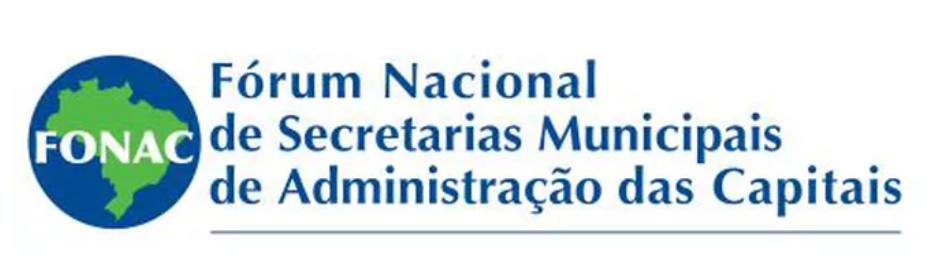 FONAC
Fórum Nacional
de Secretarias Municipais
de Administração das Capitais